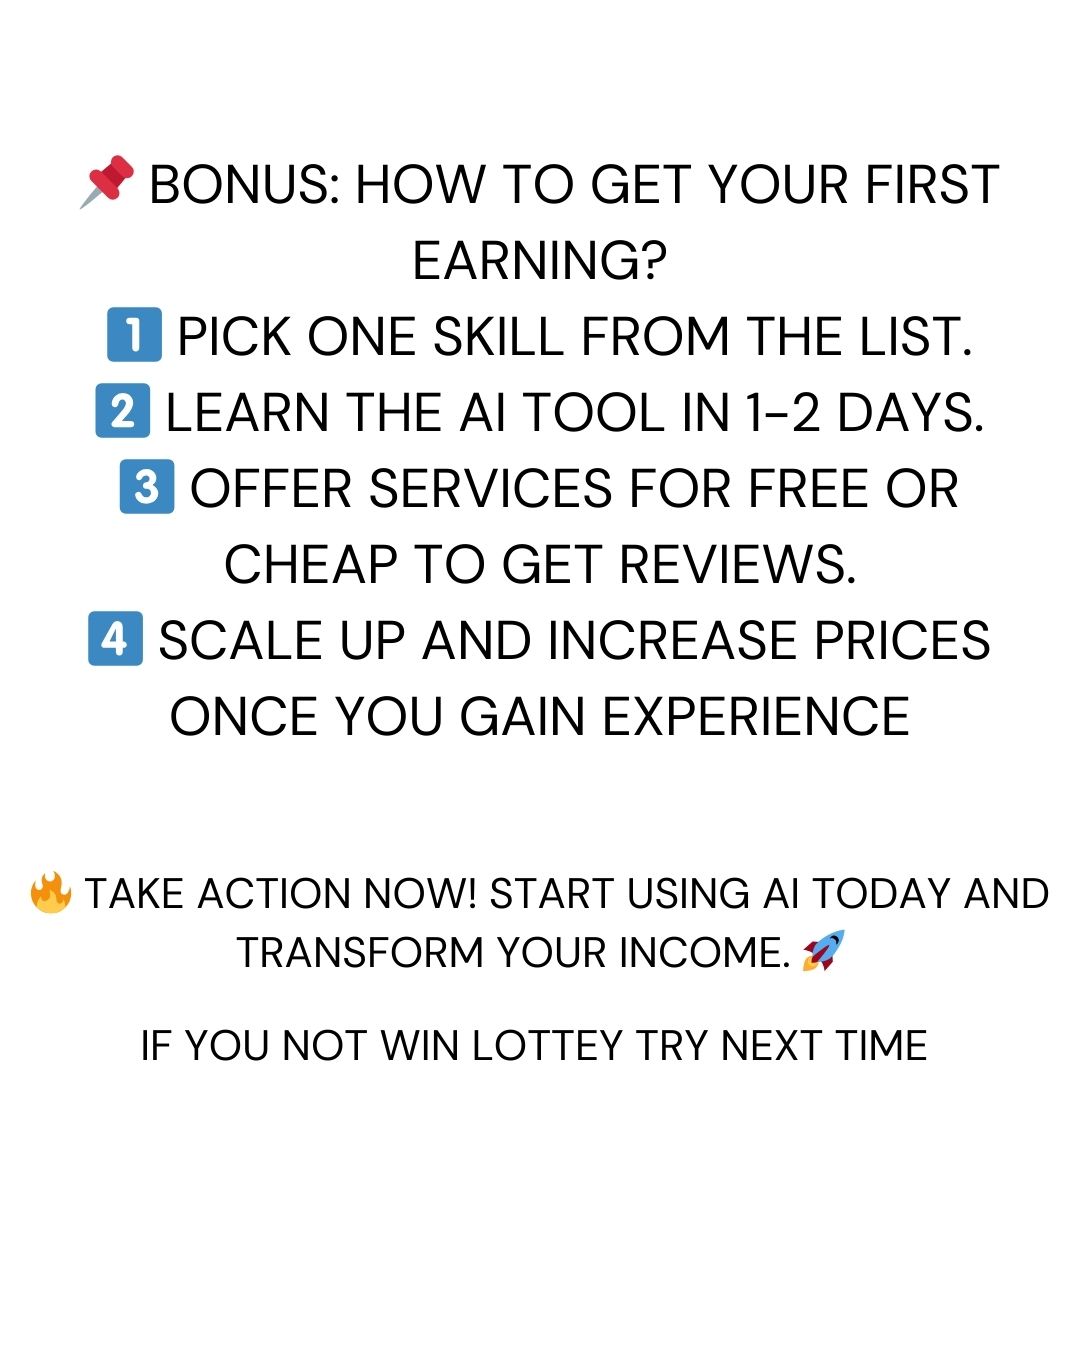 📌 BONUS: HOW TO GET YOUR FIRST
EARNING?
1️⃣ PICK ONE SKILL FROM THE LIST.
2️⃣ LEARN THE AI TOOL IN 1–2 DAYS.
3️⃣ OFFER SERVICES FOR FREE OR
CHEAP TO GET REVIEWS.
4️⃣ SCALE UP AND INCREASE PRICES
ONCE YOU GAIN EXPERIENCE
🔥 TAKE ACTION NOW! START USING AI TODAY AND
TRANSFORM YOUR INCOME. 🚀
IF YOU NOT WIN LOTTEY TRY NEXT TIME